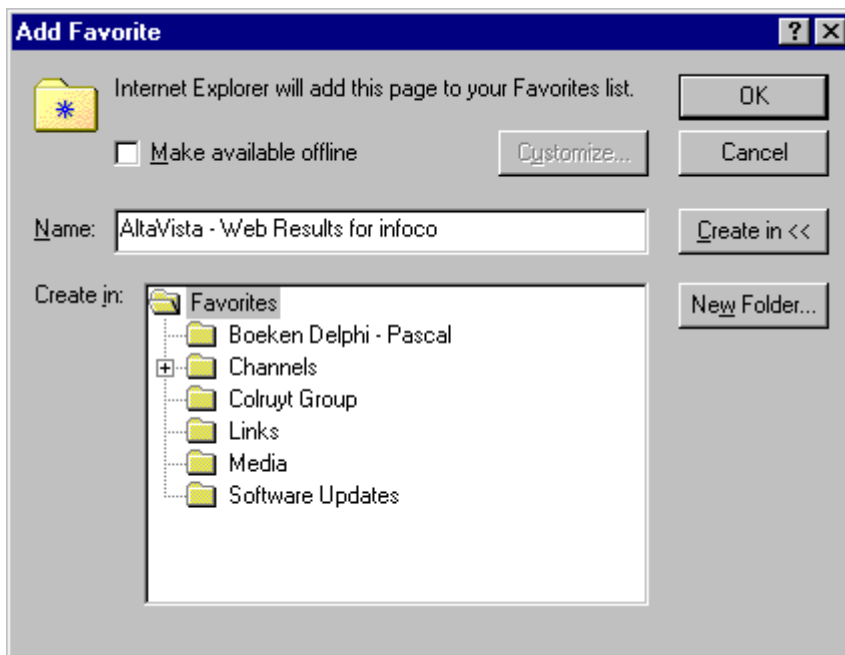 Add Favorite
Internet Explorer will add this page to your Favorites list.
OK
Make available offline
Customize...
Cancel
Name:
AltaVista - Web Results for infoco
Create in <<
Create in:
Favorites
New Folder...
Boeken Delphi - Pascal
Channels
Colruyt Group
Links
Media
Software Updates